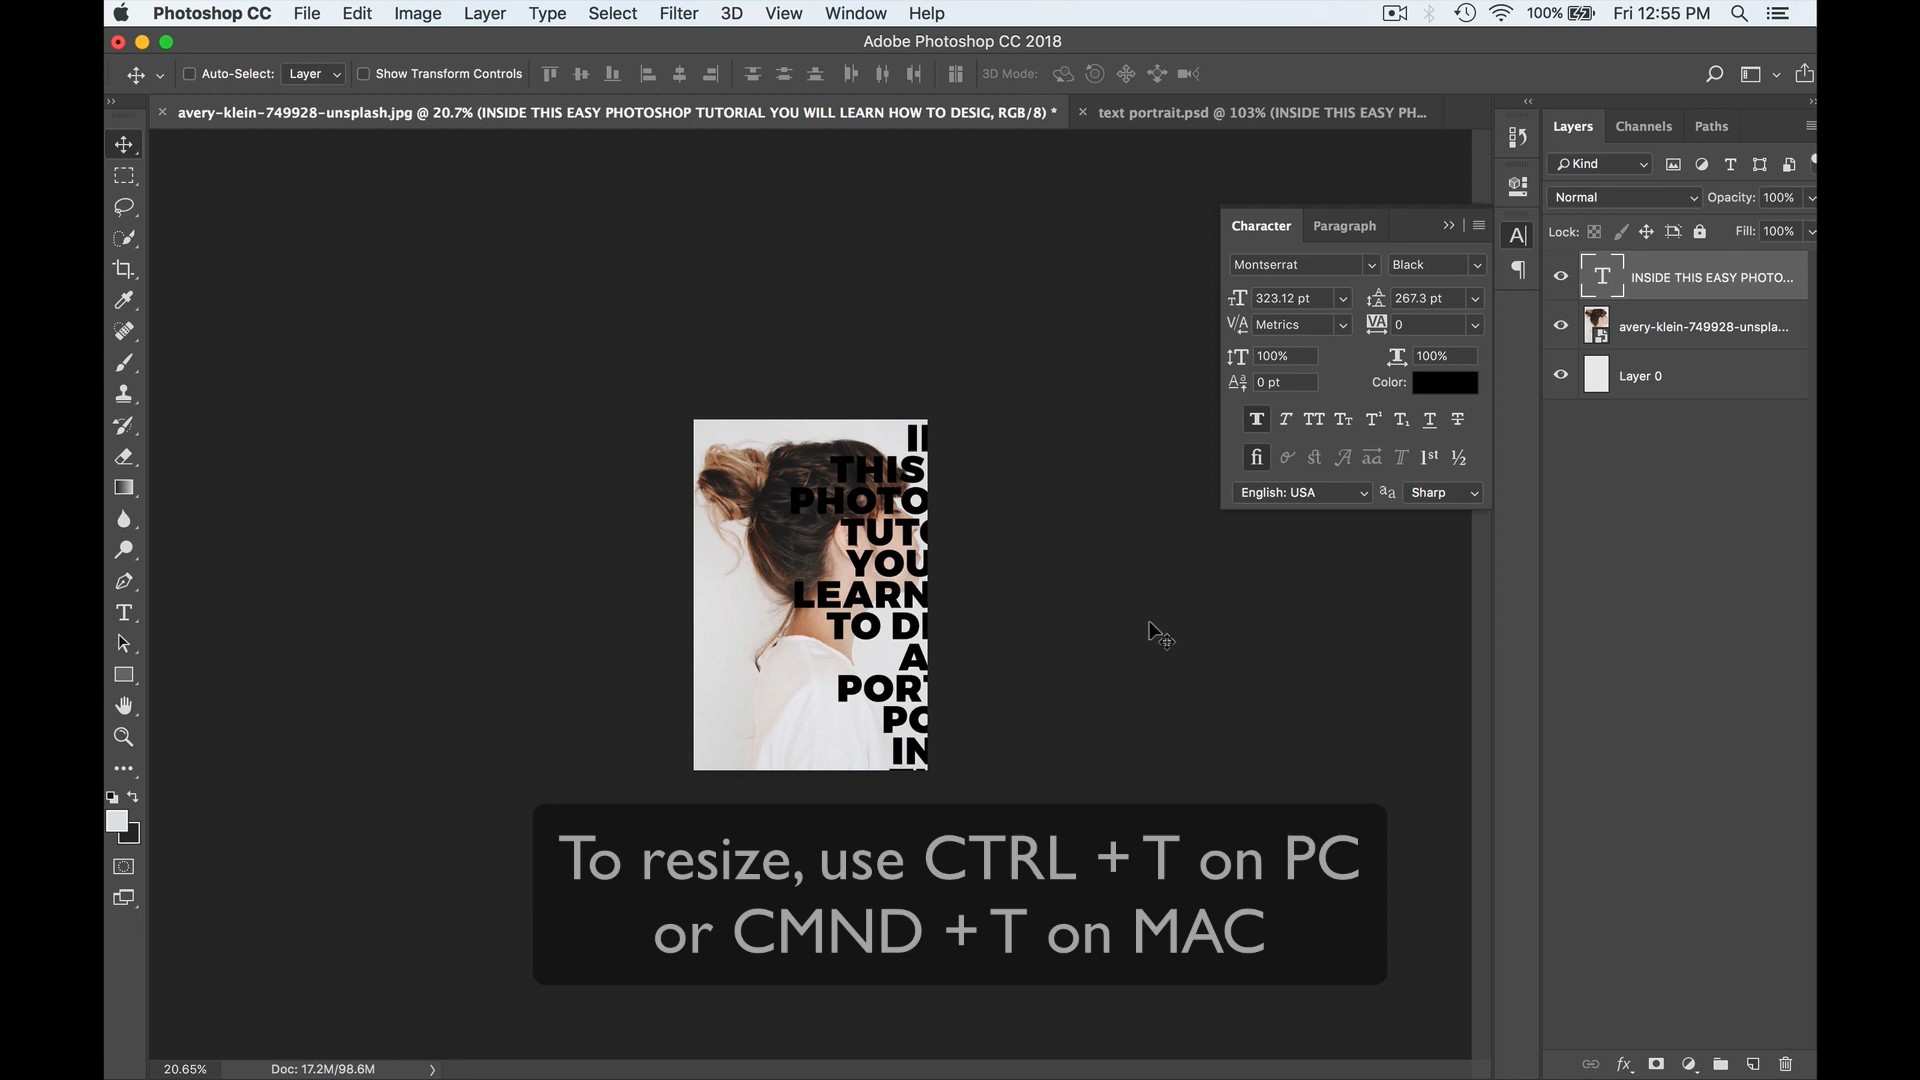 Photoshop CC File Edit Image Layer Type Select Filter 3D View Window Help 100% Fri 12:55 PM
Adobe Photoshop CC 2018
Auto-Select: Layer Show Transform Controls 3D Mode:
avery-klein-749928-unsplash.jpg @ 20.7% (INSIDE THIS EASY PHOTOSHOP TUTORIAL YOU WILL LEARN HOW TO DESIG, RGB/8) * text portrait.psd @ 103% (INSIDE THIS EASY PH...
Layers Channels Paths
Kind
Normal Opacity: 100%
Lock: Fill: 100%
INSIDE THIS EASY PHOTO...
avery-klein-749928-unspla...
Layer 0
Character Paragraph
Montserrat Black
323.12 pt 267.3 pt
Metrics 0
100% 100%
0 pt Color:
English: USA Sharp
THIS
PHOTO
TUTO
YOU
LEARN
TO DE
A
PORT
PO
IN
To resize, use CTRL + T on PC
or CMND + T on MAC
20.65% Doc: 17.2M/98.6M